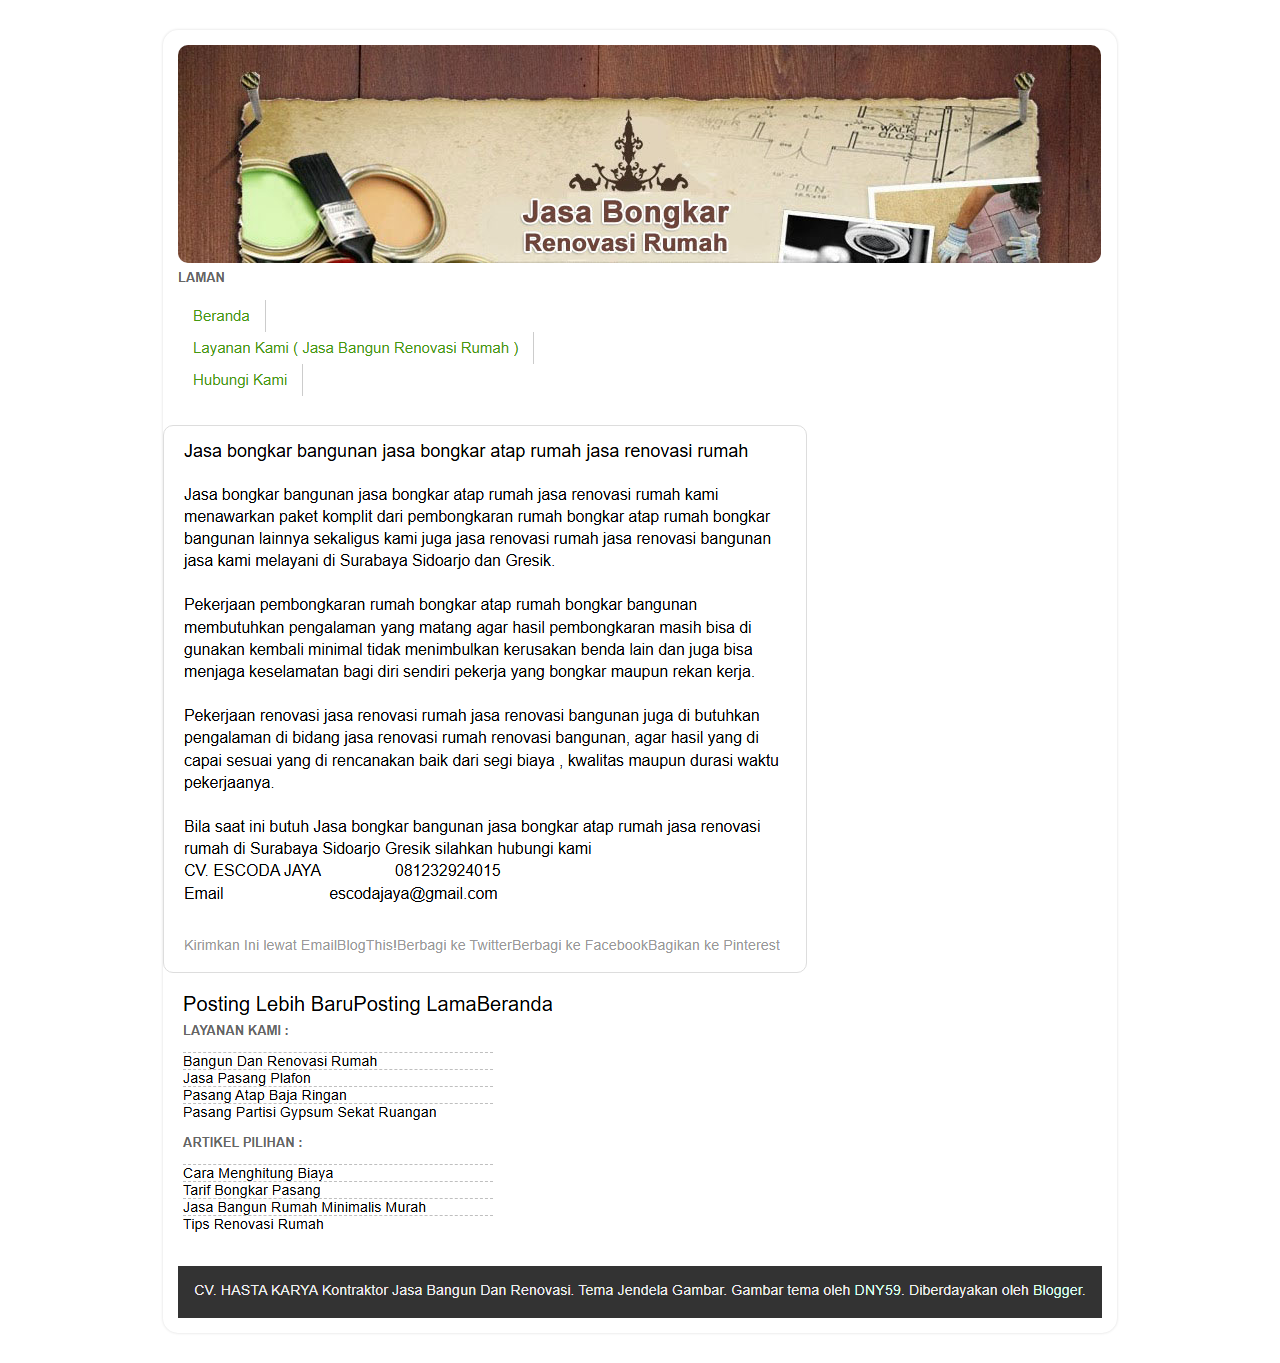 WALK-IN
CLOSET
DEN
Jasa Bongkar
Renovasi Rumah
LAMAN
Beranda
Layanan Kami ( Jasa Bangun Renovasi Rumah )
Hubungi Kami
Jasa bongkar bangunan jasa bongkar atap rumah jasa renovasi rumah
Jasa bongkar bangunan jasa bongkar atap rumah jasa renovasi rumah kami
menawarkan paket komplit dari pembongkaran rumah bongkar atap rumah bongkar
bangunan lainnya sekaligus kami juga jasa renovasi rumah jasa renovasi bangunan
jasa kami melayani di Surabaya Sidoarjo dan Gresik.
Pekerjaan pembongkaran rumah bongkar atap rumah bongkar bangunan
membutuhkan pengalaman yang matang agar hasil pembongkaran masih bisa di
gunakan kembali minimal tidak menimbulkan kerusakan benda lain dan juga bisa
menjaga keselamatan bagi diri sendiri pekerja yang bongkar maupun rekan kerja.
Pekerjaan renovasi jasa renovasi rumah jasa renovasi bangunan juga di butuhkan
pengalaman di bidang jasa renovasi rumah renovasi bangunan, agar hasil yang di
capai sesuai yang di rencanakan baik dari segi biaya , kwalitas maupun durasi waktu
pekerjaanya.
Bila saat ini butuh Jasa bongkar bangunan jasa bongkar atap rumah jasa renovasi
rumah di Surabaya Sidoarjo Gresik silahkan hubungi kami
CV. ESCODA JAYA 081232924015
Email escodajaya@gmail.com
Kirimkan Ini lewat EmailBlogThis!Berbagi ke TwitterBerbagi ke FacebookBagikan ke Pinterest
Posting Lebih BaruPosting LamaBeranda
LAYANAN KAMI :
Bangun Dan Renovasi Rumah
Jasa Pasang Plafon
Pasang Atap Baja Ringan
Pasang Partisi Gypsum Sekat Ruangan
ARTIKEL PILIHAN :
Cara Menghitung Biaya
Tarif Bongkar Pasang
Jasa Bangun Rumah Minimalis Murah
Tips Renovasi Rumah
CV. HASTA KARYA Kontraktor Jasa Bangun Dan Renovasi. Tema Jendela Gambar. Gambar tema oleh DNY59. Diberdayakan oleh Blogger.